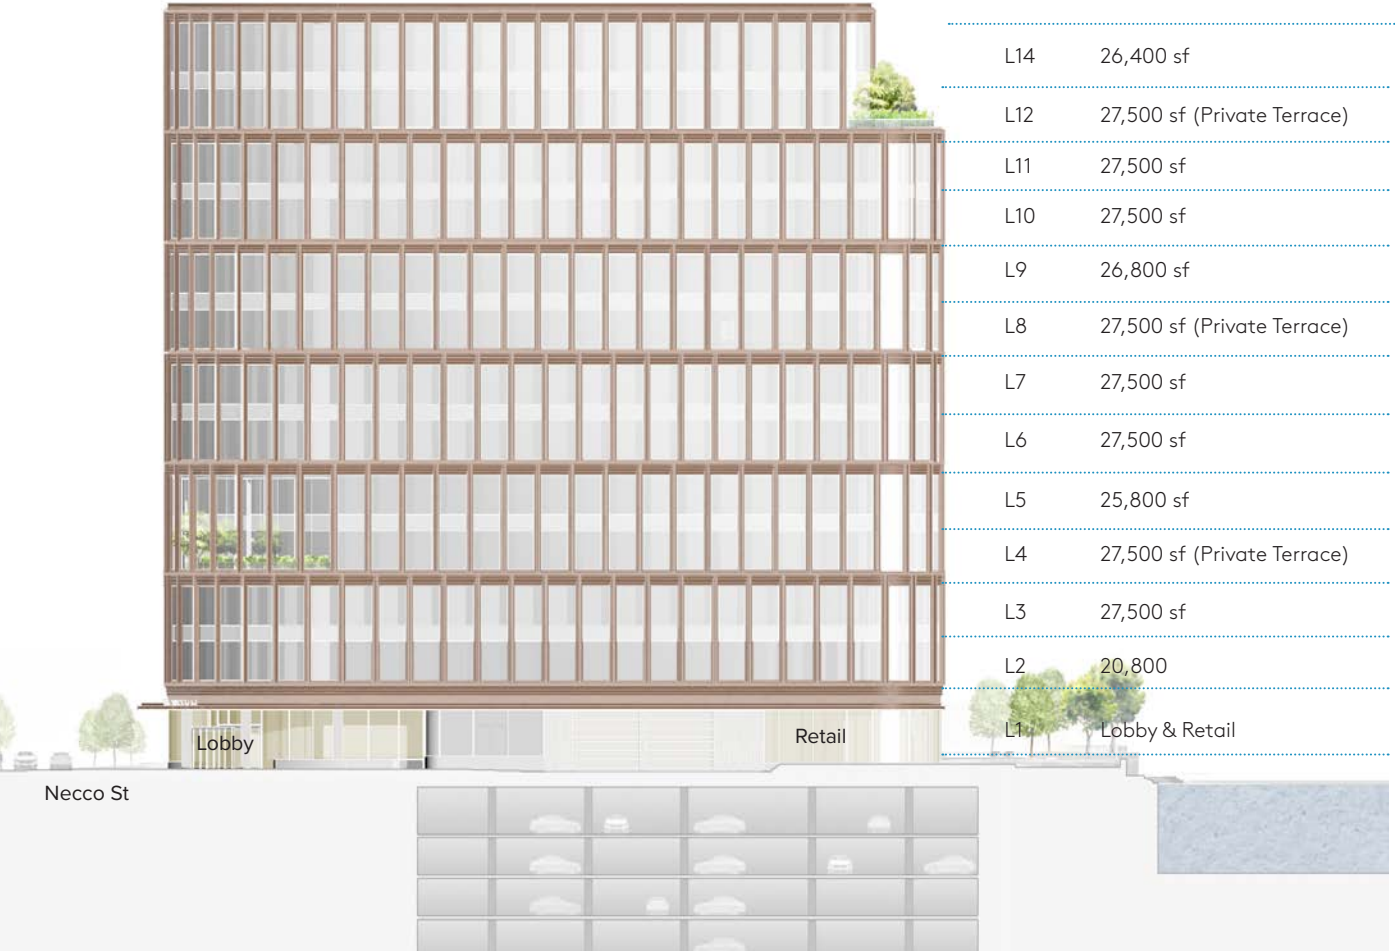 L14 26,400 sf
L12 27,500 sf (Private Terrace)
L11 27,500 sf
L10 27,500 sf
L9 26,800 sf
L8 27,500 sf (Private Terrace)
L7 27,500 sf
L6 27,500 sf
L5 25,800 sf
L4 27,500 sf (Private Terrace)
L3 27,500 sf
L2 20,800
L1 Lobby & Retail
Lobby
Retail
Necco St